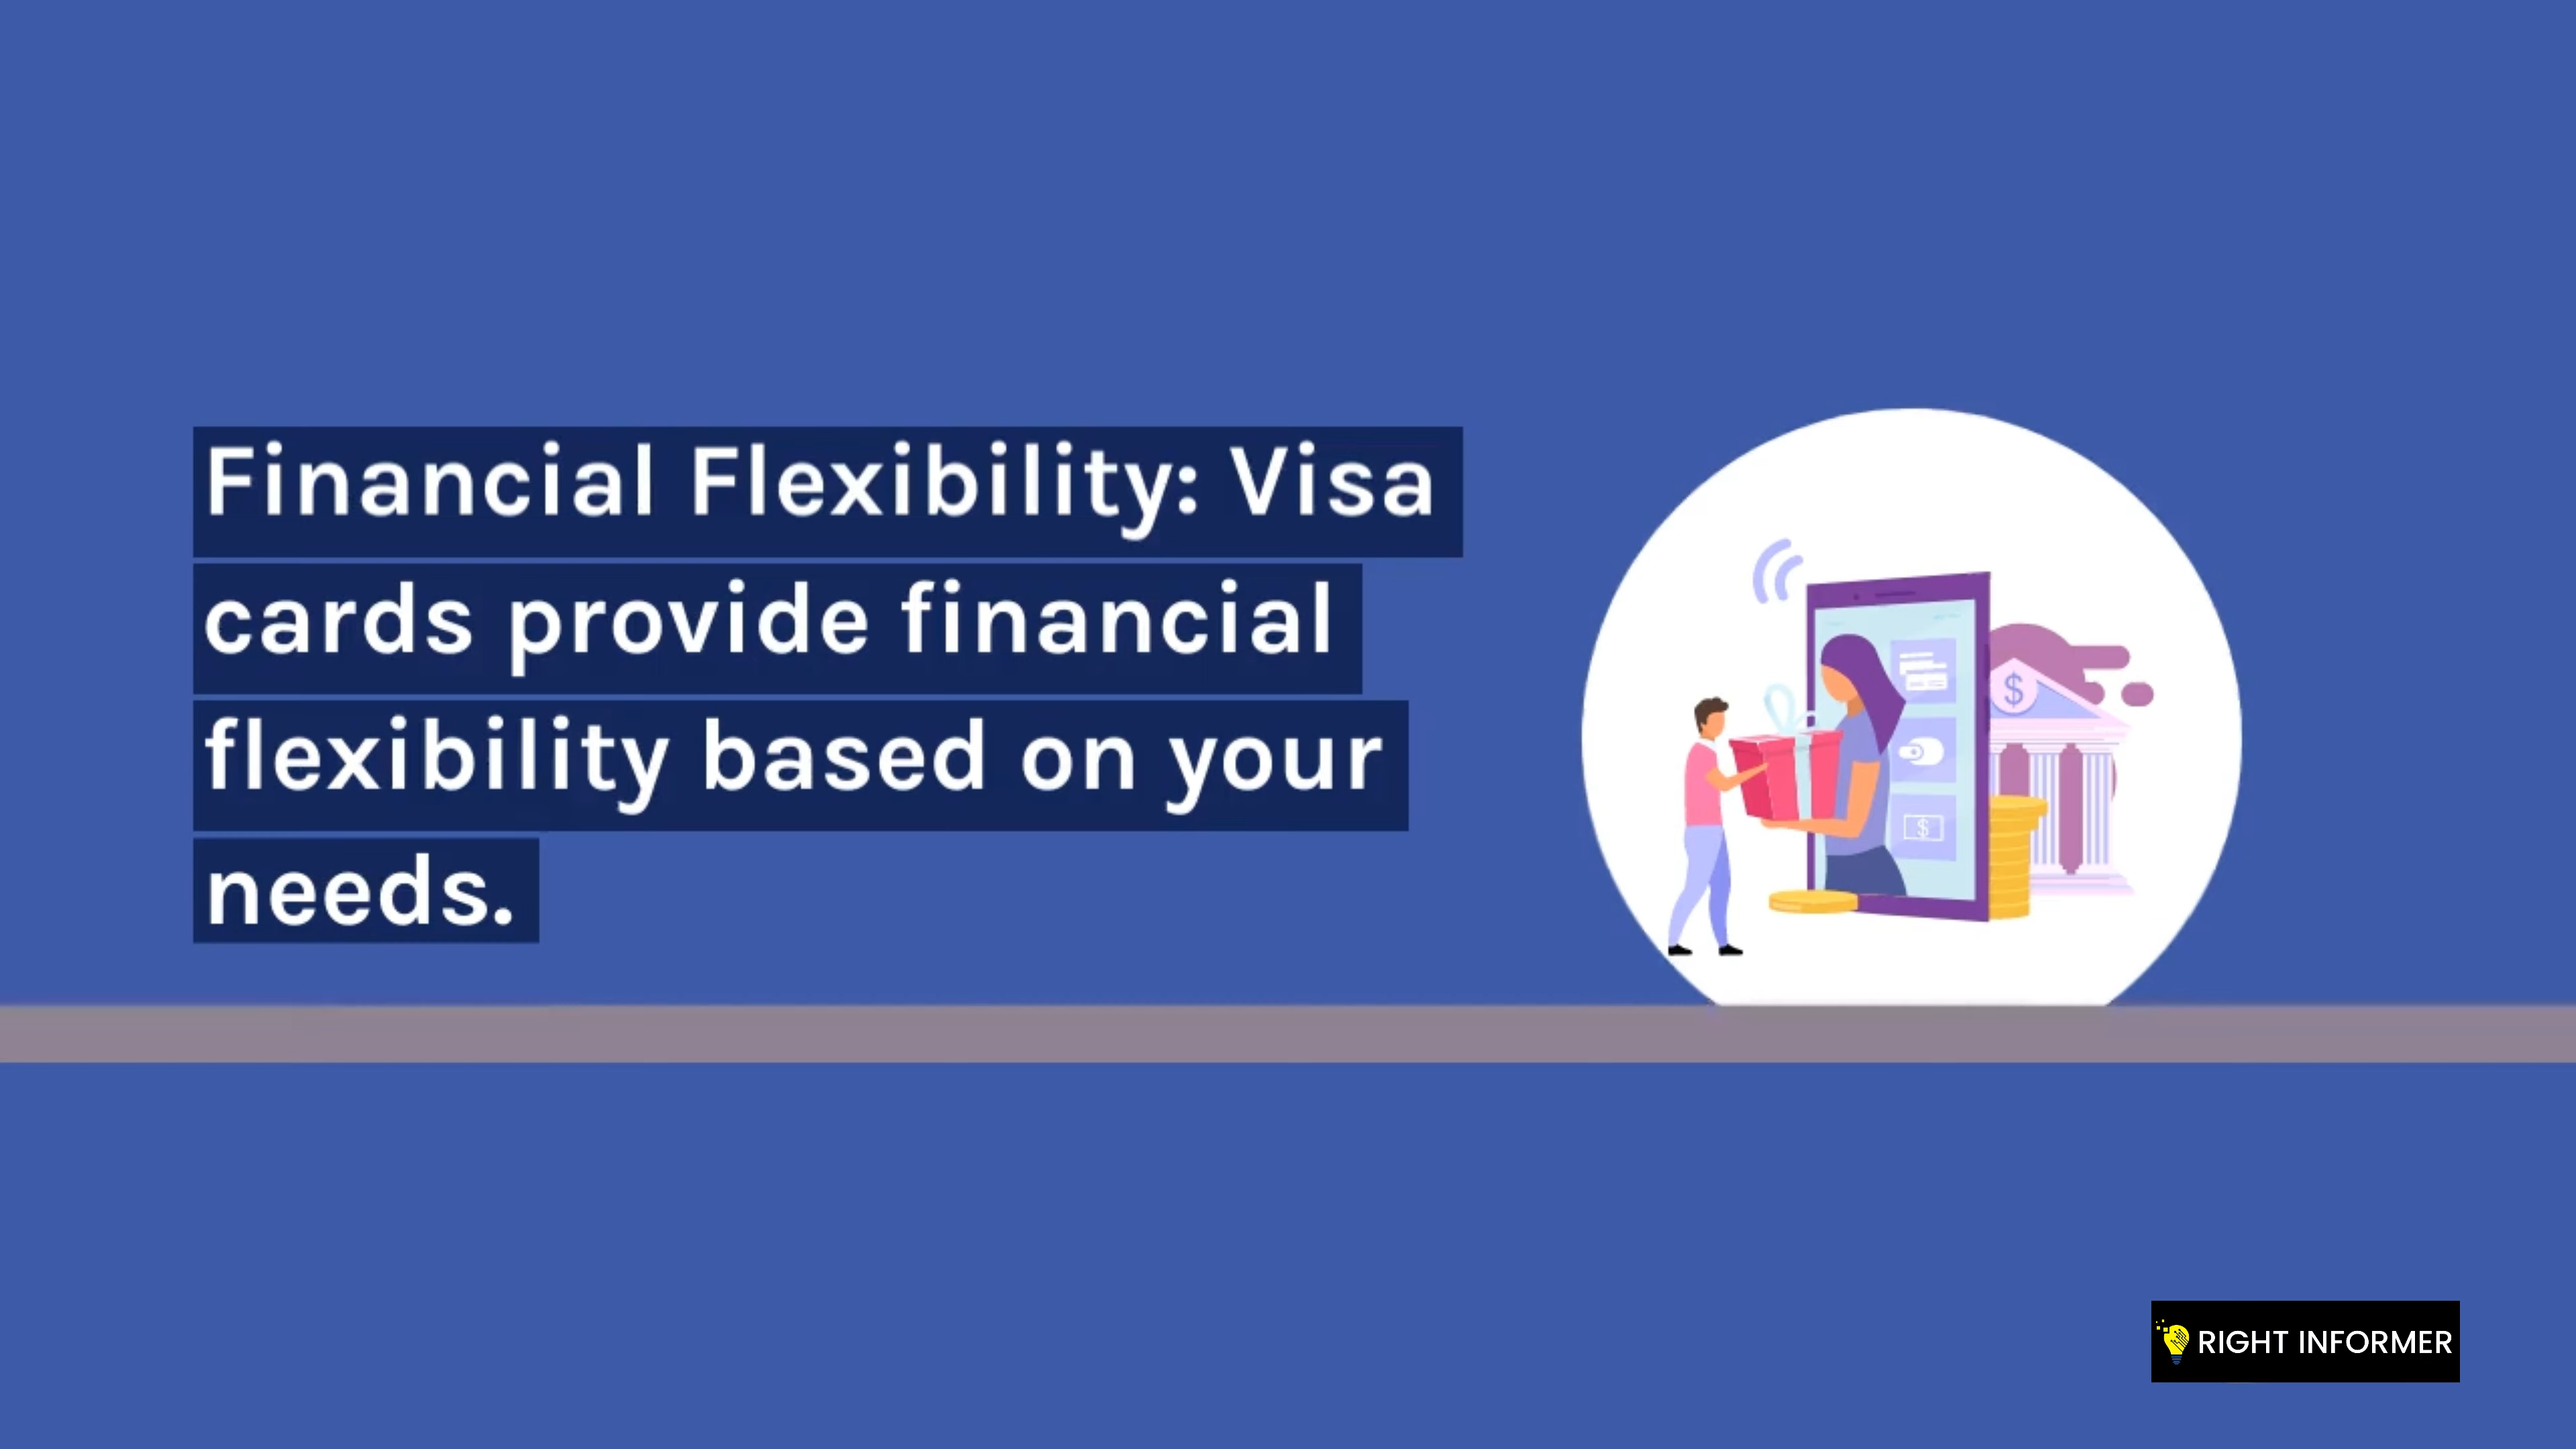 Financial Flexibility: Visa
cards provide financial
flexibility based on your
needs.
$
$
RIGHT INFORMER